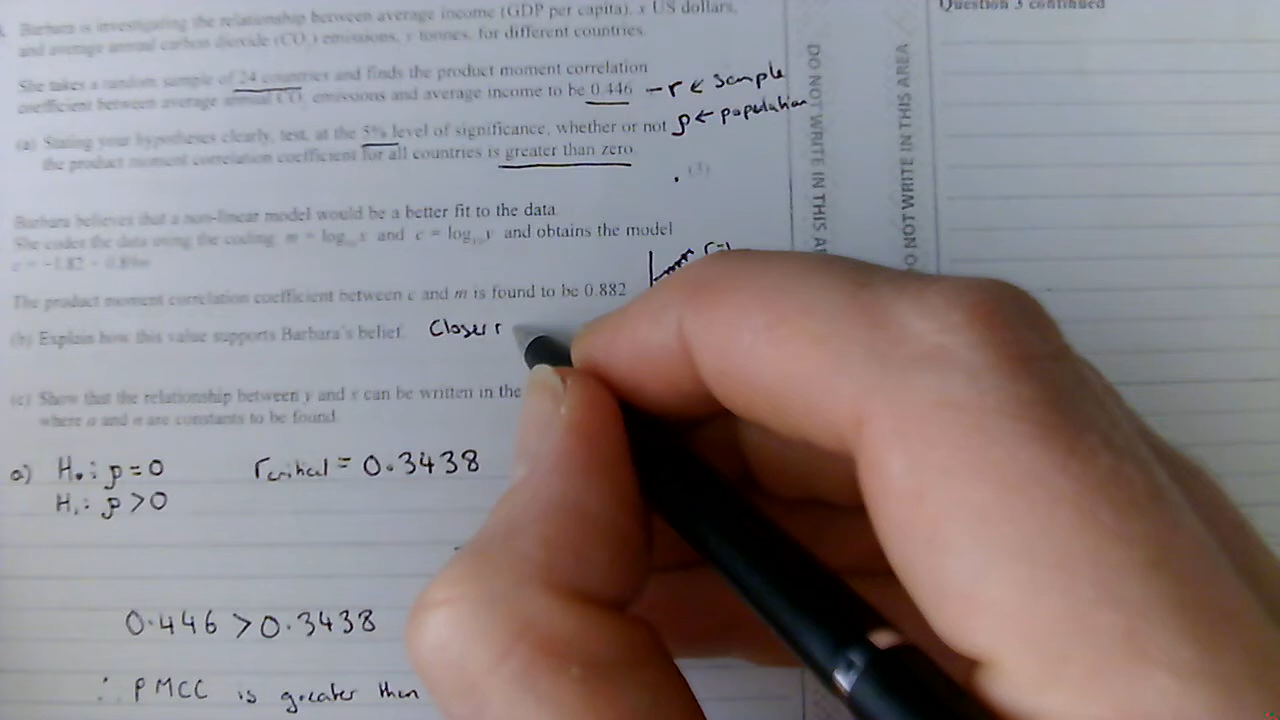 Barbara is investigating the relationship between average income (GDP per capita), x US dollars,
and average annual carbon dioxide (CO₂) emissions, y tonnes, for different countries.
She takes a random sample of 24 countries and finds the product moment correlation
coefficient between average annual CO₂ emissions and average income to be 0.446 – r ← sample
(a) Stating your hypotheses clearly, test, at the 5% level of significance, whether or not ρ ← population
the product moment correlation coefficient for all countries is greater than zero.
(3)
Barbara believes that a non-linear model would be a better fit to the data.
She codes the data using the coding m = log₁₀ x and c = log₁₀ y and obtains the model
c = –1.82 + 0.89m
The product moment correlation coefficient between c and m is found to be 0.882
(b) Explain how this value supports Barbara's belief. Closer r
(c) Show that the relationship between y and x can be written in the
where a and n are constants to be found.
a) H₀: ρ = 0 r critical = 0.3438
H₁: ρ > 0
0.446 > 0.3438
∴ PMCC is greater than
DO NOT WRITE IN THIS A
DO NOT WRITE IN THIS AREA
Question 3 continued